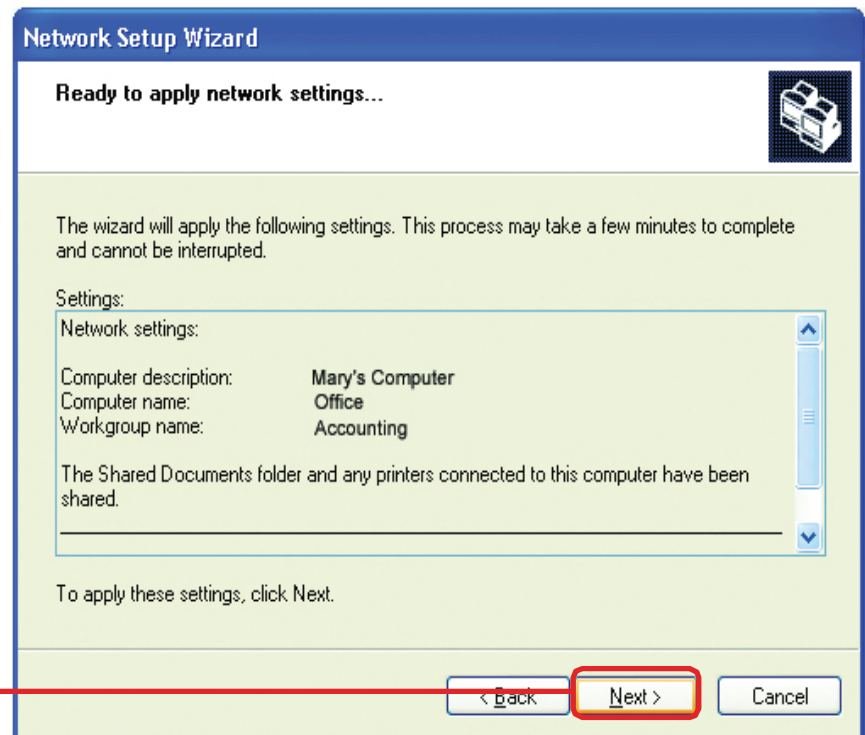 Network Setup Wizard
Ready to apply network settings...
The wizard will apply the following settings. This process may take a few minutes to complete
and cannot be interrupted.
Settings:
Network settings:
Computer description: Mary's Computer
Computer name: Office
Workgroup name: Accounting
The Shared Documents folder and any printers connected to this computer have been
shared.
To apply these settings, click Next.
< Back Next > Cancel